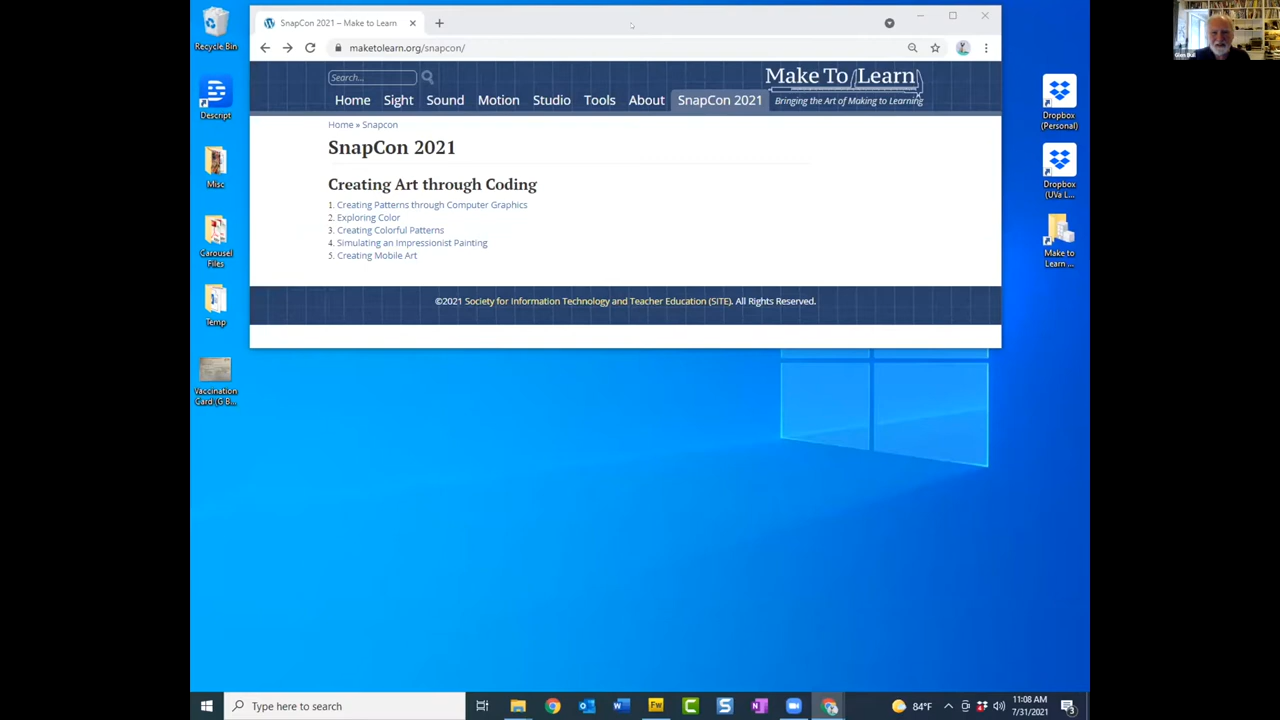 Recycle Bin
Descript
Misc
Carousel
Files
Temp
Vaccination
Card (G B...
SnapCon 2021 – Make to Learn
maketolearn.org/snapcon/
Search...
Make To Learn
Bringing the Art of Making to Learning
Home Sight Sound Motion Studio Tools About SnapCon 2021
Home » Snapcon
SnapCon 2021
Creating Art through Coding
1. Creating Patterns through Computer Graphics
2. Exploring Color
3. Creating Colorful Patterns
4. Simulating an Impressionist Painting
5. Creating Mobile Art
©2021 Society for Information Technology and Teacher Education (SITE). All Rights Reserved.
Dropbox
(Personal)
Dropbox
(UVa L...
Make to
Learn ...
Glen Bull
Type here to search
Fw
84°F
11:08 AM
7/31/2021
3